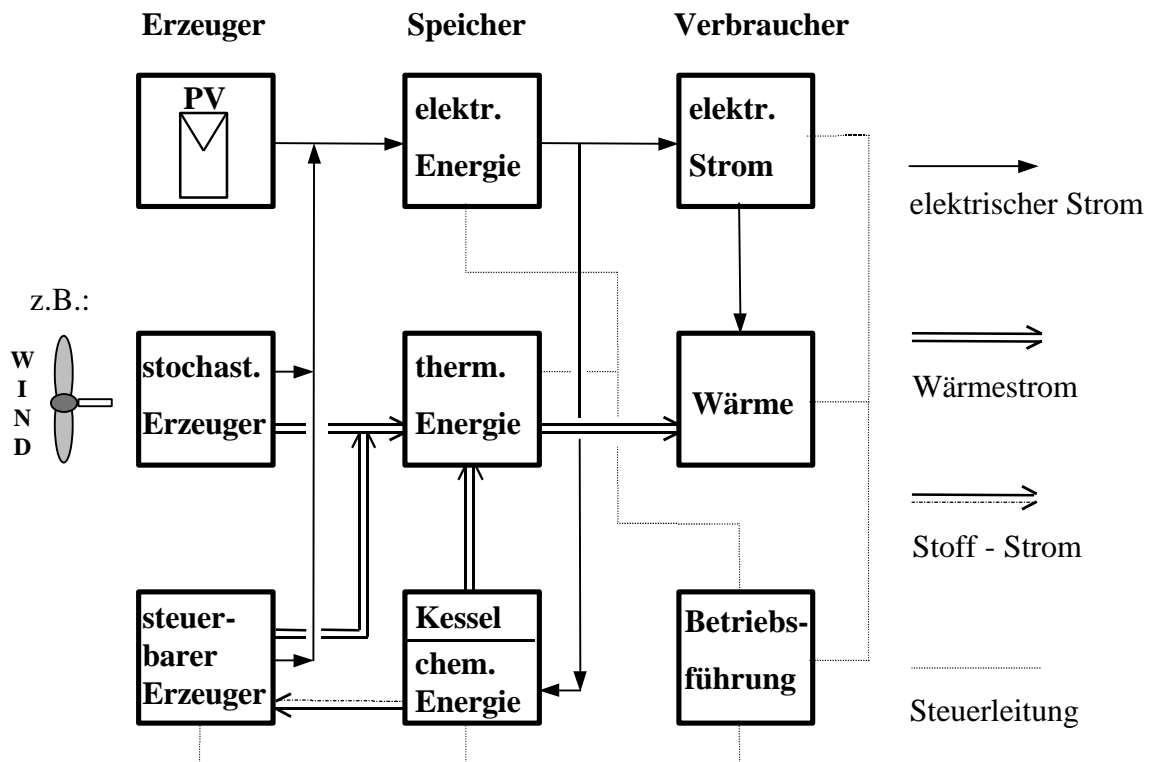 Erzeuger
Speicher
Verbraucher
PV
elektr.
Energie
elektr.
Strom
elektrischer Strom
z.B.:
W
I
N
D
stochast.
Erzeuger
therm.
Energie
Wärme
Wärmestrom
Stoff - Strom
steuer-
barer
Erzeuger
Kessel
chem.
Energie
Betriebs-
führung
Steuerleitung